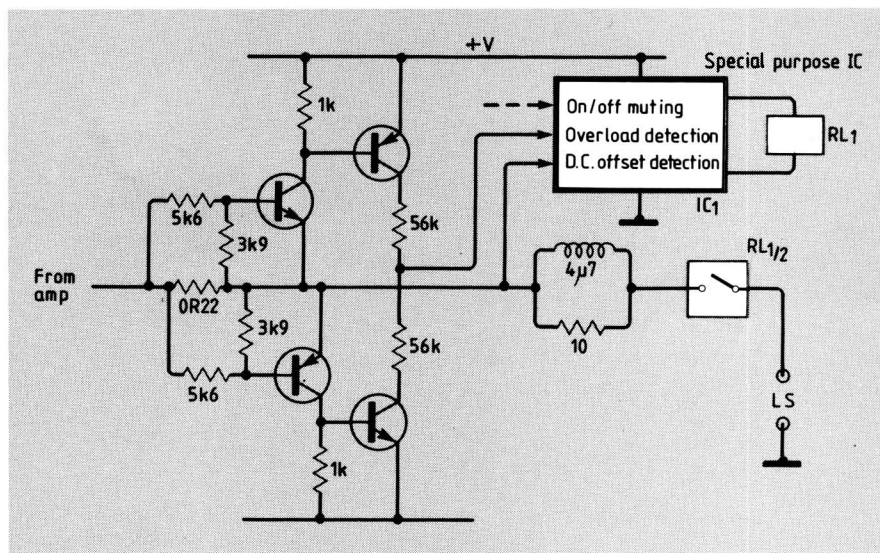 +V
Special purpose IC
1k
On/off muting
Overload detection
D.C. offset detection
RL1
IC1
5k6
3k9
56k
4µ7
RL1/2
From
amp
0R22
10
3k9
56k
5k6
LS
1k